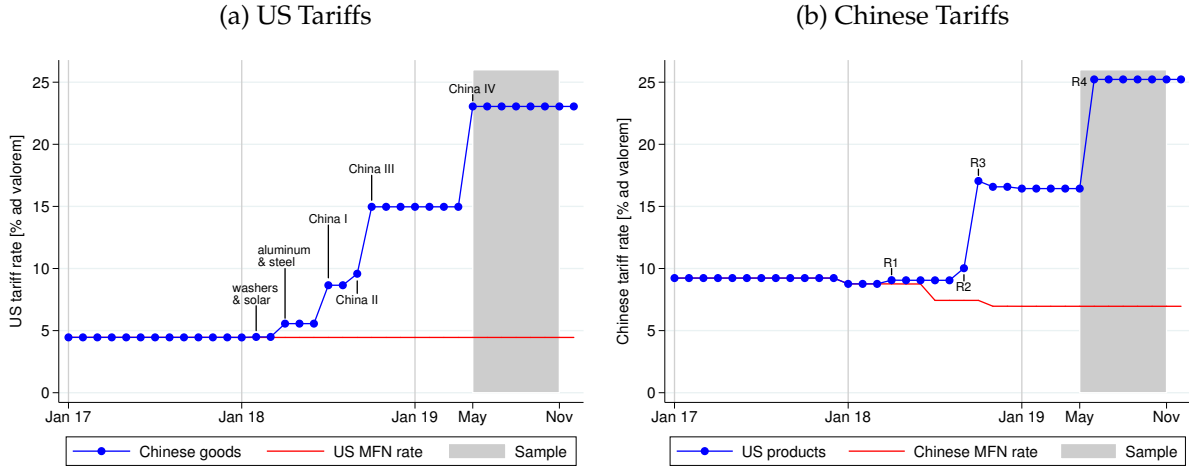 (a) US Tariffs
US tariff rate [% ad valorem]
25
20
15
10
5
0
China IV
China III
China I
aluminum
& steel
China II
washers
& solar
Jan 17
Jan 18
Jan 19
May
Nov
Chinese goods
US MFN rate
Sample
(b) Chinese Tariffs
Chinese tariff rate [% ad valorem]
25
20
15
10
5
0
R4
R3
R1
R2
Jan 17
Jan 18
Jan 19
May
Nov
US products
Chinese MFN rate
Sample